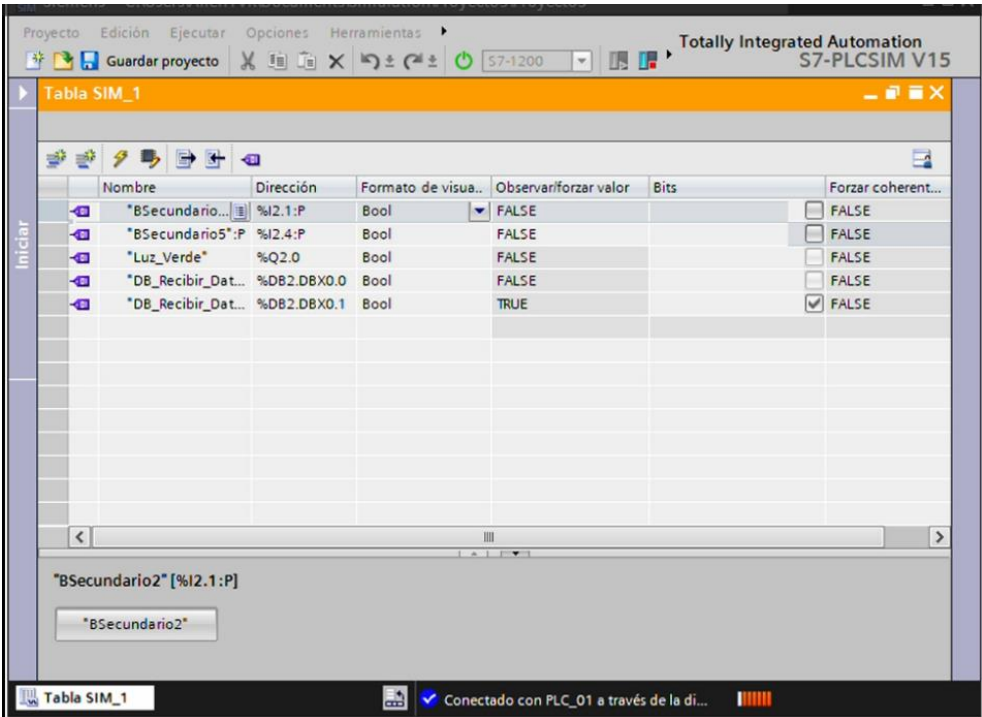 Proyecto Edición Ejecutar Opciones Herramientas
Totally Integrated Automation
S7-PLCSIM V15
Guardar proyecto S7-1200
Tabla SIM_1
Iniciar
Nombre Dirección Formato de visua.. Observar/forzar valor Bits Forzar coherent...
"BSecundario... %I2.1:P Bool FALSE FALSE
"BSecundario5":P %I2.4:P Bool FALSE FALSE
"Luz_Verde" %Q2.0 Bool FALSE FALSE
"DB_Recibir_Dat... %DB2.DBX0.0 Bool FALSE FALSE
"DB_Recibir_Dat... %DB2.DBX0.1 Bool TRUE FALSE
"BSecundario2" [%I2.1:P]
"BSecundario2"
Tabla SIM_1 Conectado con PLC_01 a través de la di...